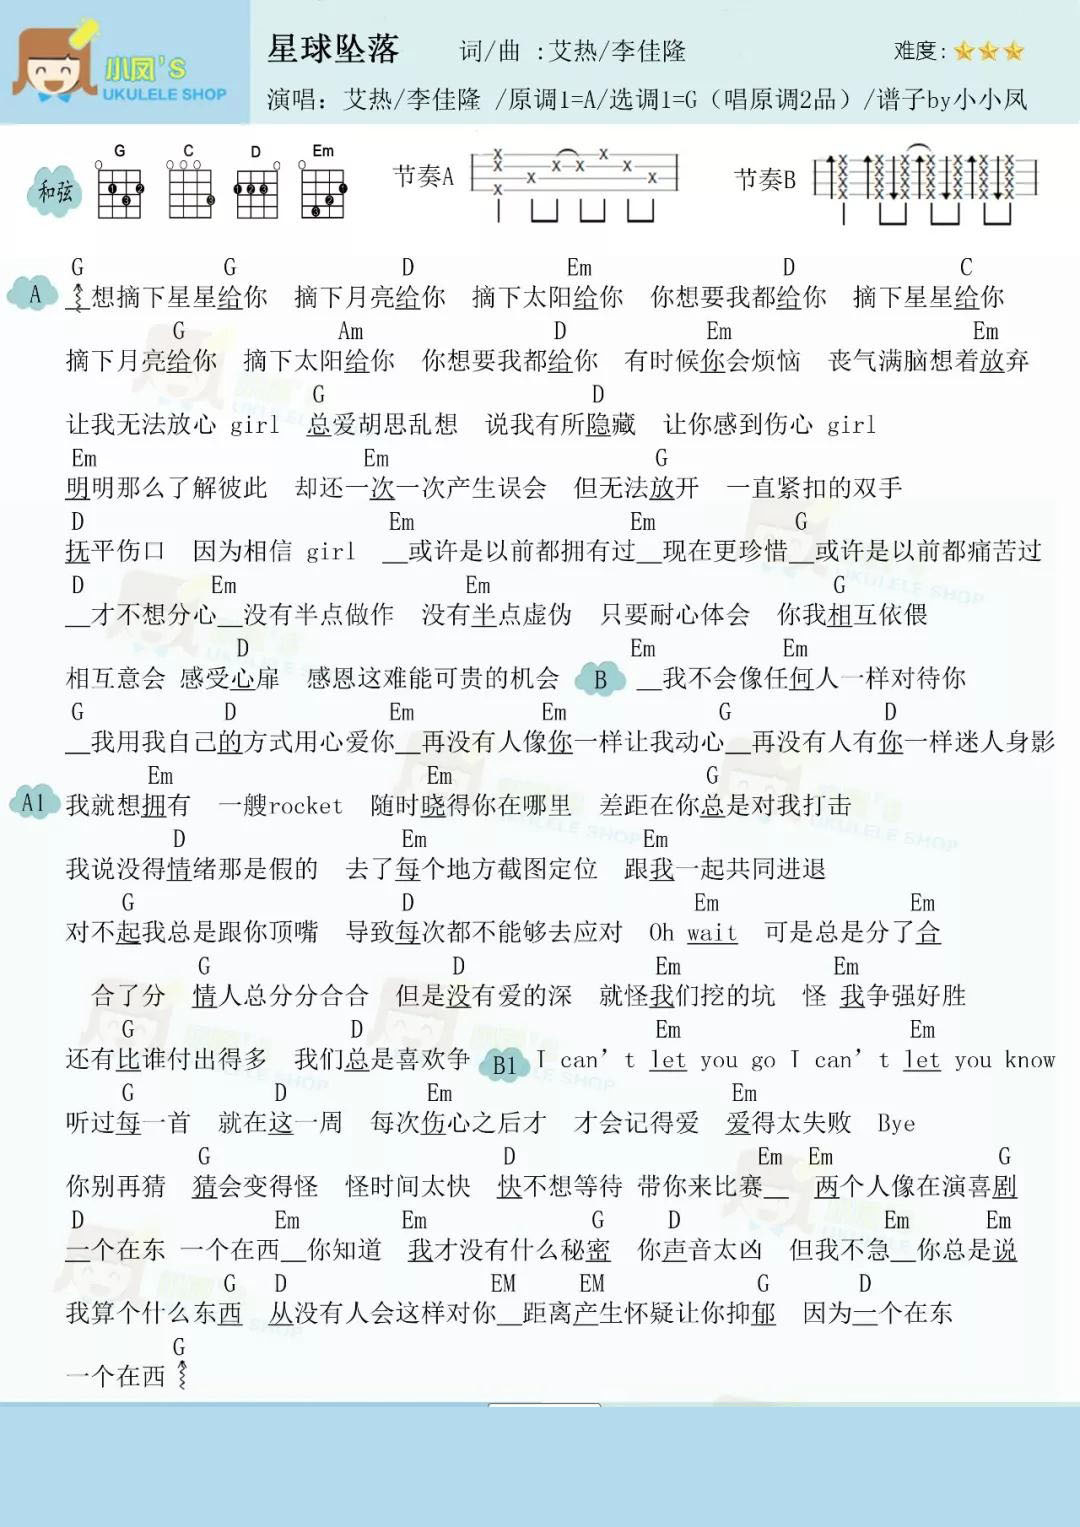 小凤'S
UKULELE SHOP
星球坠落 词/曲 :艾热/李佳隆 难度:
演唱: 艾热/李佳隆 /原调1=A/选调1=G（唱原调2品）/谱子by小小凤
和弦 G C D Em 节奏A 节奏B
G G D Em D C
A __想摘下星星给你 摘下月亮给你 摘下太阳给你 你想要我都给你 摘下星星给你
G Am D Em Em
摘下月亮给你 摘下太阳给你 你想要我都给你 有时候你会烦恼 丧气满脑想着放弃
G D
让我无法放心 girl 总爱胡思乱想 说我有所隐藏 让你感到伤心 girl
Em Em G
明明那么了解彼此 却还一次一次产生误会 但无法放开 一直紧扣的双手
D Em Em G
抚平伤口 因为相信 girl __或许是以前都拥有过__现在更珍惜__或许是以前都痛苦过
D Em Em G
__才不想分心__没有半点做作 没有半点虚伪 只要耐心体会 你我相互依偎
D Em Em
相互意会 感受心扉 感恩这难能可贵的机会 B __我不会像任何人一样对待你
G D Em Em G D
__我用我自己的方式用心爱你__再没有人像你一样让我动心__再没有人有你一样迷人身影
Em Em G
A1 我就想拥有 一艘rocket 随时晓得你在哪里 差距在你总是对我打击
D Em Em
我说没得情绪那是假的 去了每个地方截图定位 跟我一起共同进退
G D Em Em
对不起我总是跟你顶嘴 导致每次都不能够去应对 Oh wait 可是总是分了合
G D Em Em
合了分 情人总分分合合 但是没有爱的深 就怪我们挖的坑 怪 我争强好胜
G D Em Em
还有比谁付出得多 我们总是喜欢争 B1 I can’t let you go I can’t let you know
G D Em Em
听过每一首 就在这一周 每次伤心之后才 才会记得爱 爱得太失败 Bye
G D Em Em G
你别再猜 猜会变得怪 怪时间太快 快不想等待 带你来比赛__ 两个人像在演喜剧
D Em Em G D Em Em
一个在东 一个在西__你知道 我才没有什么秘密 你声音太凶 但我不急__你总是说
G D EM EM G D
我算个什么东西 从没有人会这样对你__距离产生怀疑让你抑郁 因为一个在东
G
一个在西